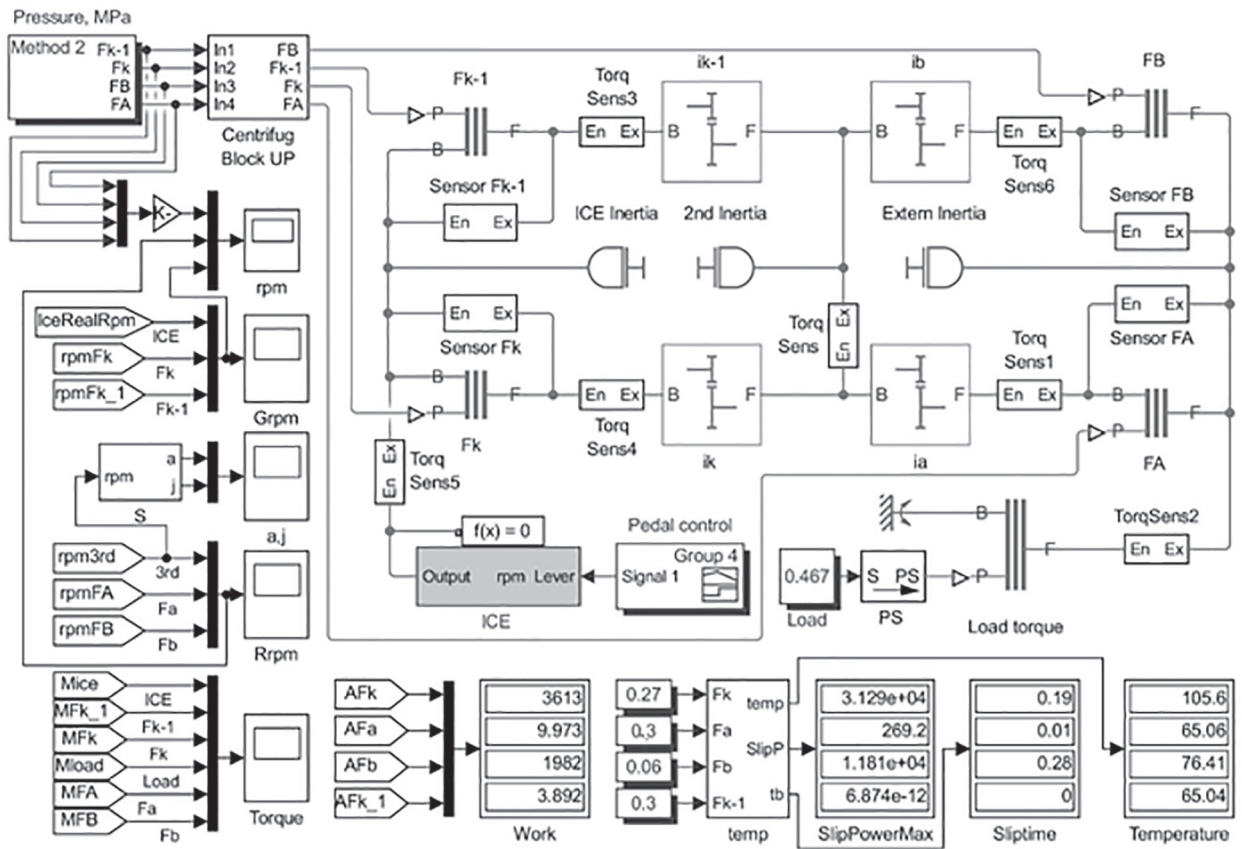 Pressure, MPa
Method 2
Fk-1
Fk
FB
FA
In1
In2
In3
In4
FB
Fk-1
Fk
FA
Centrifug
Block UP
K-
rpm
IceRealRpm
ICE
rpmFk
Fk
rpmFk_1
Fk-1
Grpm
rpm
a
j
S
a,j
rpm3rd
3rd
rpmFA
Fa
rpmFB
Fb
Rrpm
Mice
ICE
MFk_1
Fk-1
MFk
Fk
Mload
Load
MFA
Fa
MFB
Fb
Torque
Fk-1
P
B
F
Torq
Sens3
En Ex
ik-1
B F
ib
B F
En Ex
Torq
Sens6
FB
P
B
F
Sensor Fk-1
En Ex
Sensor FB
En Ex
ICE Inertia
2nd Inertia
Extern Inertia
En Ex
Sensor Fk
Torq
Sens
Ex
En
Torq
Sens1
En Ex
En Ex
Sensor FA
B
P
F
Fk
En Ex
Torq
Sens4
B F
ik
B F
ia
B
P
F
FA
Ex
En
Torq
Sens5
f(x) = 0
Output rpm Lever
ICE
Pedal control
Group 4
Signal 1
0.467
Load
S PS
PS
B
P
F
Load torque
TorqSens2
En Ex
AFk
AFa
AFb
AFk_1
3613
9.973
1982
3.892
Work
0.27
0.3
0.06
0.3
Fk
Fa
Fb
Fk-1
temp
SlipP
tb
temp
3.129e+04
269.2
1.181e+04
6.874e-12
SlipPowerMax
0.19
0.01
0.28
0
Sliptime
105.6
65.06
76.41
65.04
Temperature